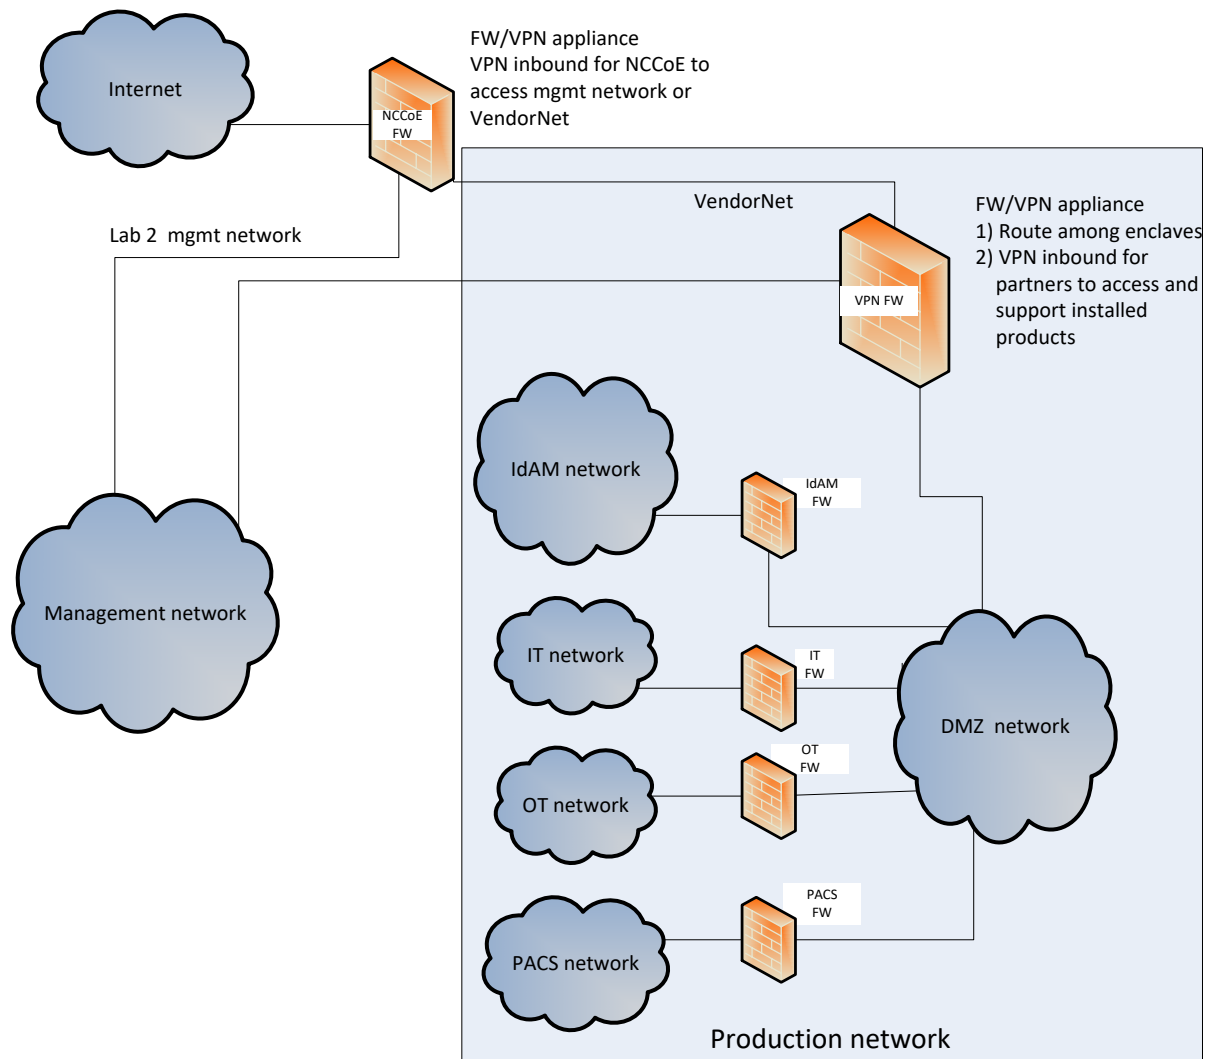 Internet
FW/VPN appliance
VPN inbound for NCCoE to
access mgmt network or
VendorNet
NCCoE
FW
VendorNet
FW/VPN appliance
1) Route among enclaves
2) VPN inbound for
partners to access and
support installed
products
Lab 2 mgmt network
VPN FW
IdAM network
IdAM
FW
Management network
IT network
IT
FW
DMZ network
OT network
OT
FW
PACS network
PACS
FW
Production network